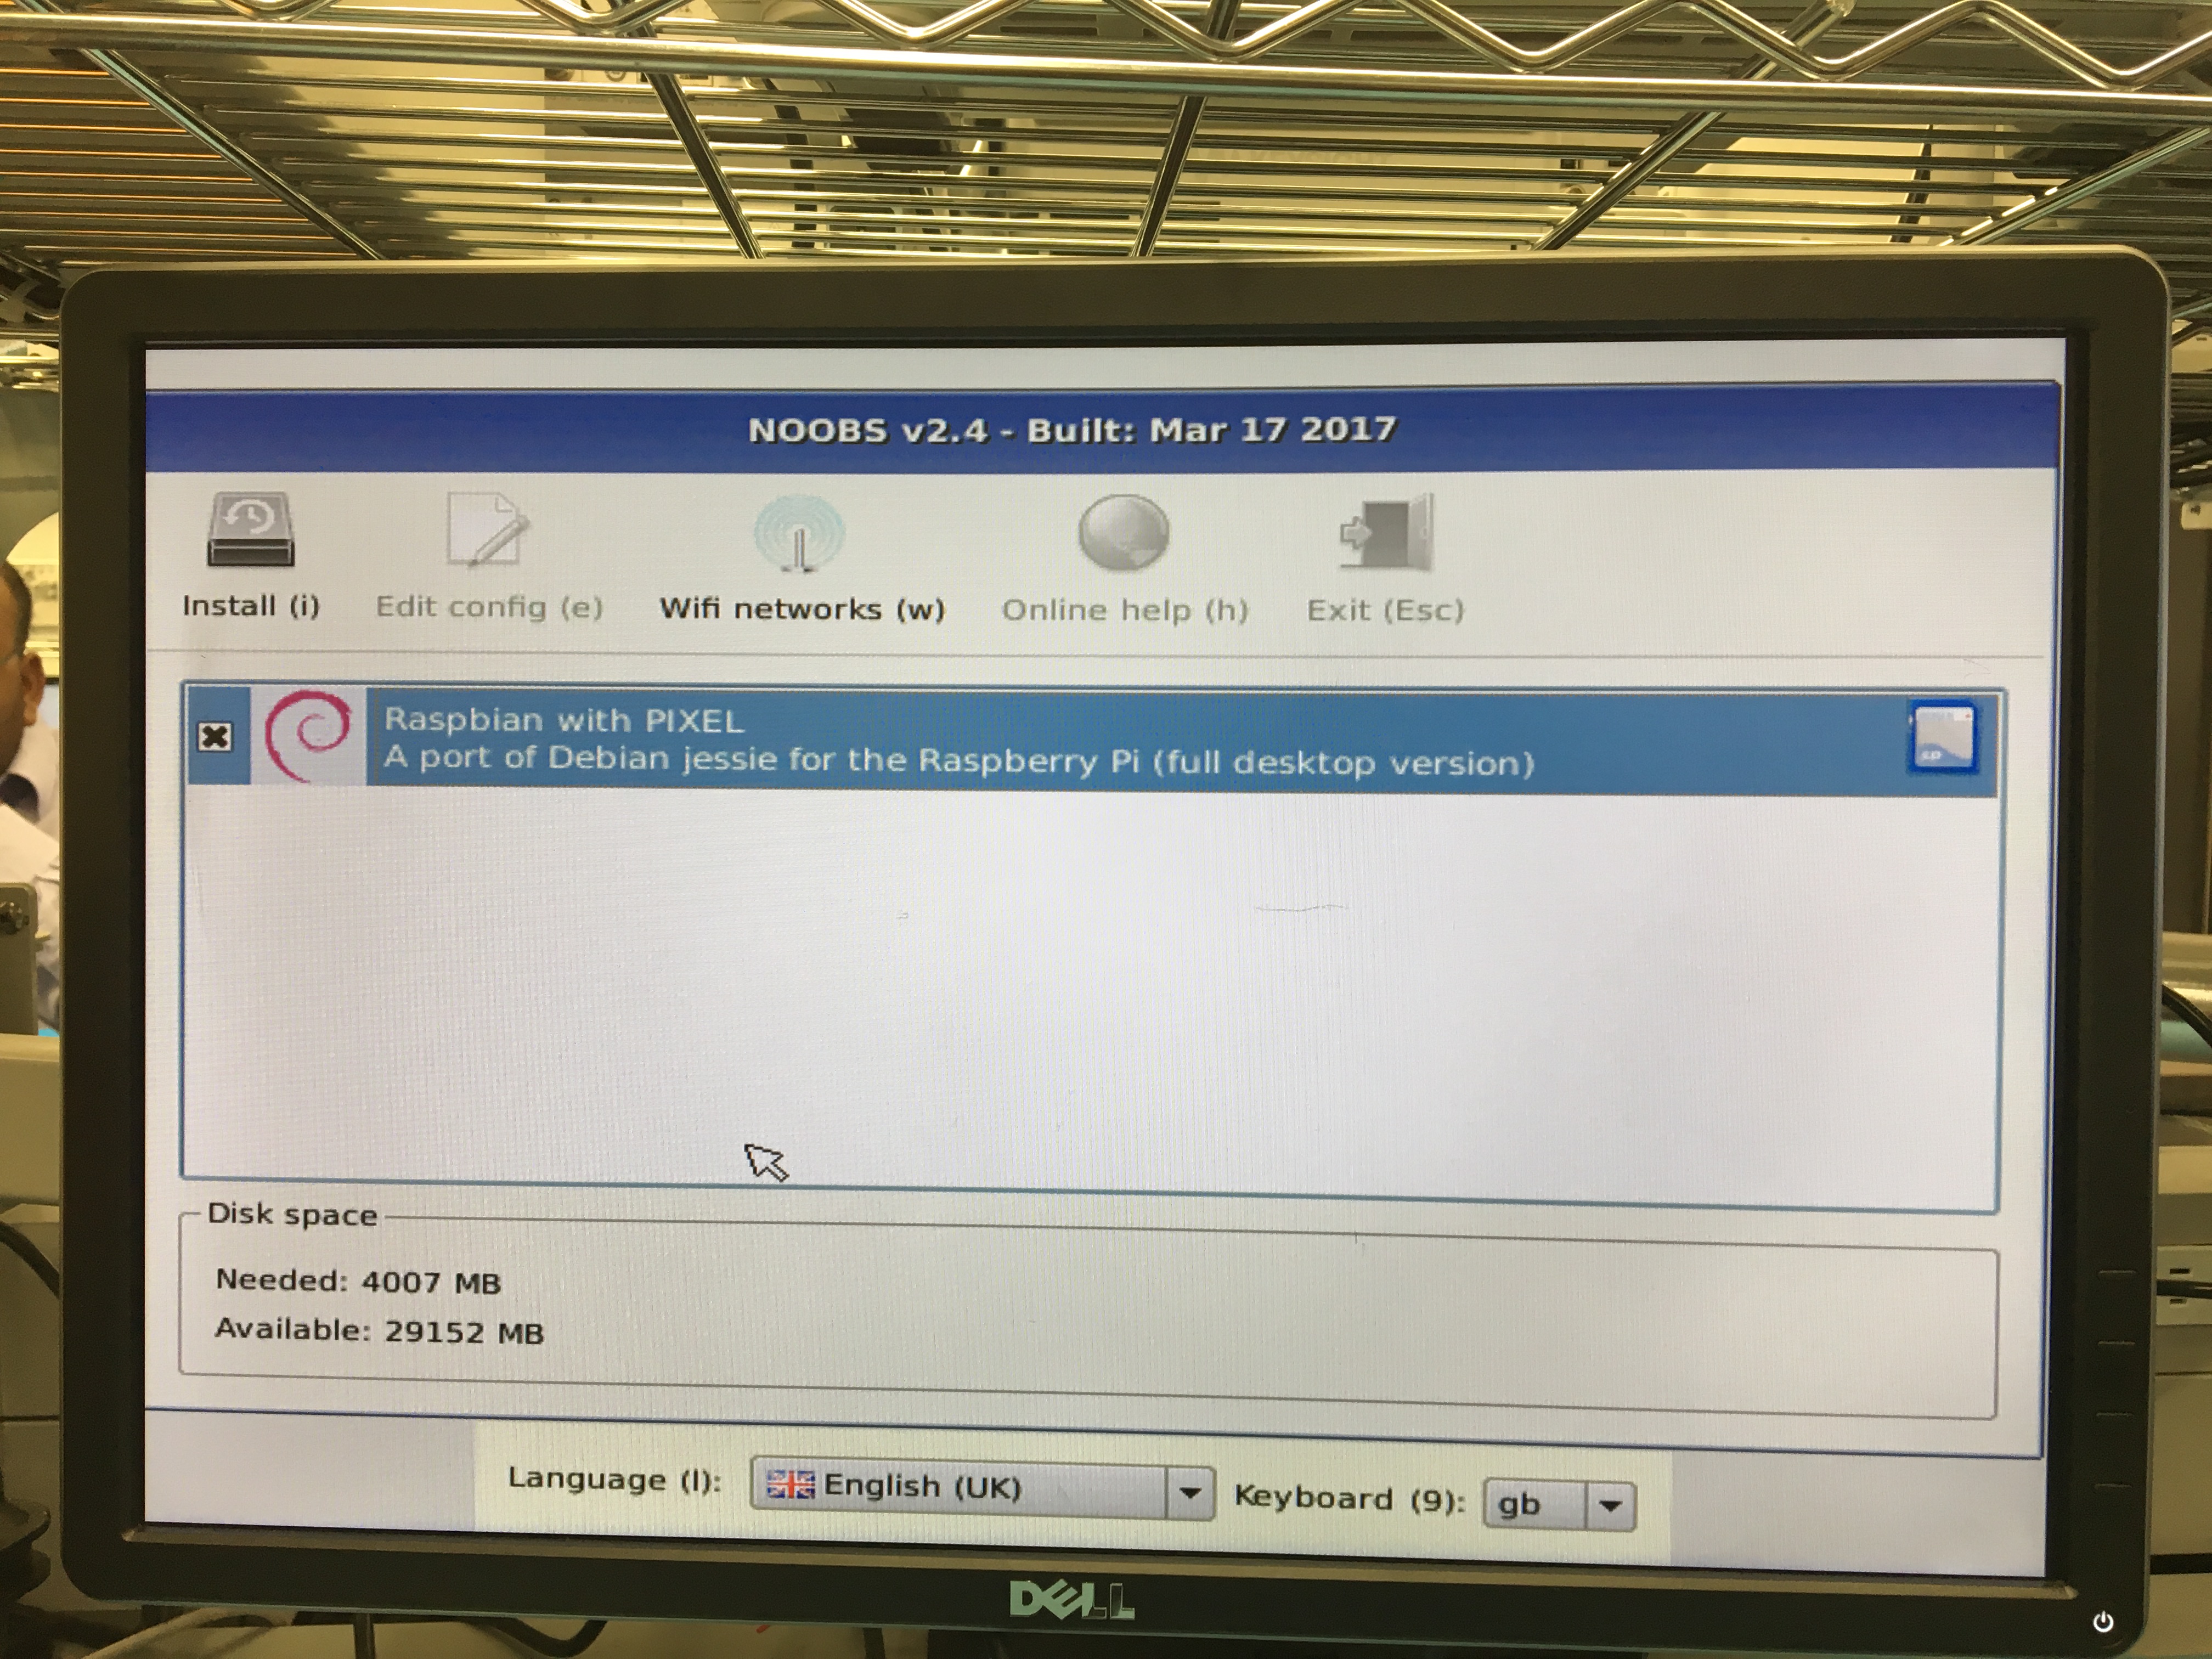 NOOBS v2.4 - Built: Mar 17 2017
Install (i) Edit config (e) Wifi networks (w) Online help (h) Exit (Esc)
Raspbian with PIXEL
A port of Debian jessie for the Raspberry Pi (full desktop version)
Disk space
Needed: 4007 MB
Available: 29152 MB
Language (l): English (UK) Keyboard (9): gb
DELL